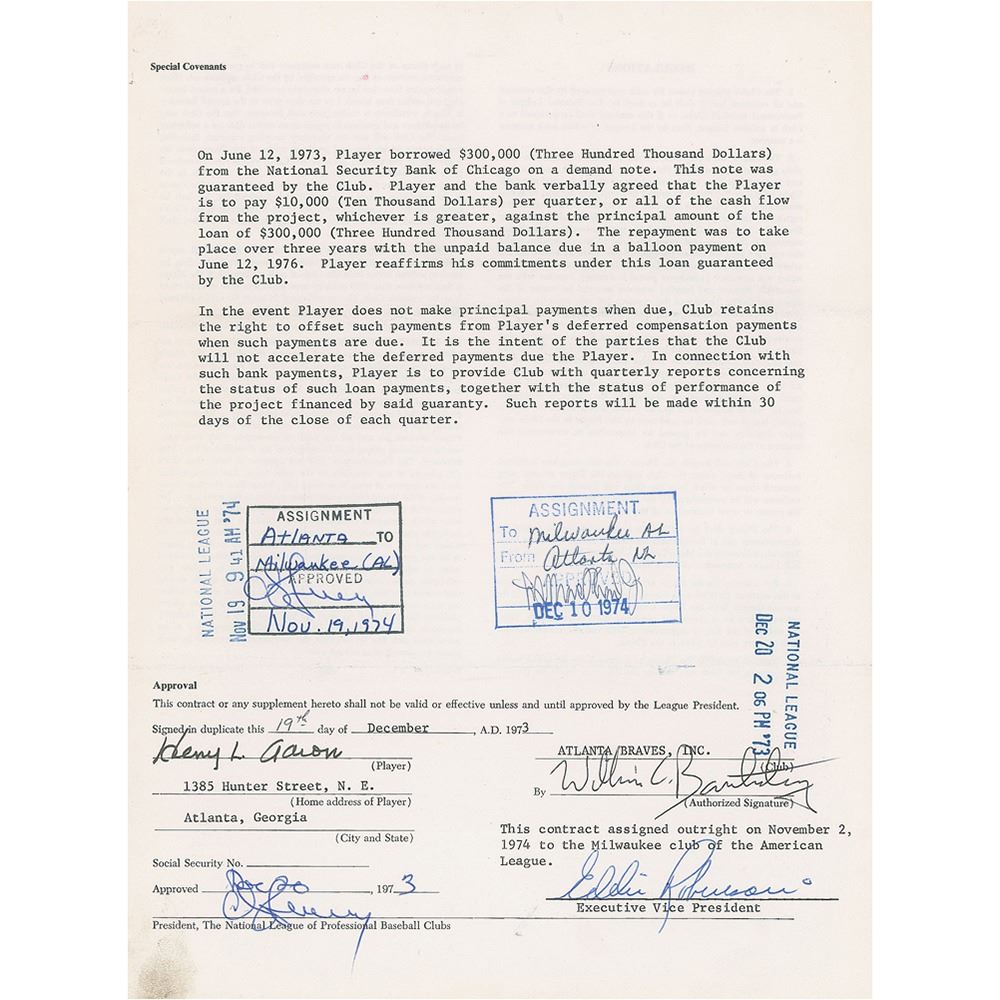 Special Covenants
On June 12, 1973, Player borrowed $300,000 (Three Hundred Thousand Dollars)
from the National Security Bank of Chicago on a demand note. This note was
guaranteed by the Club. Player and the bank verbally agreed that the Player
is to pay $10,000 (Ten Thousand Dollars) per quarter, or all of the cash flow
from the project, whichever is greater, against the principal amount of the
loan of $300,000 (Three Hundred Thousand Dollars). The repayment was to take
place over three years with the unpaid balance due in a balloon payment on
June 12, 1976. Player reaffirms his commitments under this loan guaranteed
by the Club.
In the event Player does not make principal payments when due, Club retains
the right to offset such payments from Player's deferred compensation payments
when such payments are due. It is the intent of the parties that the Club
will not accelerate the deferred payments due the Player. In connection with
such bank payments, Player is to provide Club with quarterly reports concerning
the status of such loan payments, together with the status of performance of
the project financed by said guaranty. Such reports will be made within 30
days of the close of each quarter.
NATIONAL LEAGUE
Nov 19 9 41 AM '74
ASSIGNMENT
Atlanta TO
Milwaukee (AL)
APPROVED
Nov. 19, 1974
ASSIGNMENT
To Milwaukee AL
From Atlanta NL
APPROVED
DEC 10 1974
NATIONAL LEAGUE
Dec 20 2 06 PM '73
Approval
This contract or any supplement hereto shall not be valid or effective unless and until approved by the League President.
Signed in duplicate this 19th day of December, A.D. 1973
Henry L. Aaron
(Player)
1385 Hunter Street, N. E.
(Home address of Player)
Atlanta, Georgia
(City and State)
Social Security No.
Approved Dec 20, 1973
President, The National League of Professional Baseball Clubs
ATLANTA BRAVES, INC.
(Club)
By William C. Bartholomay
(Authorized Signature)
This contract assigned outright on November 2,
1974 to the Milwaukee club of the American
League.
Eddie Robinson
Executive Vice President